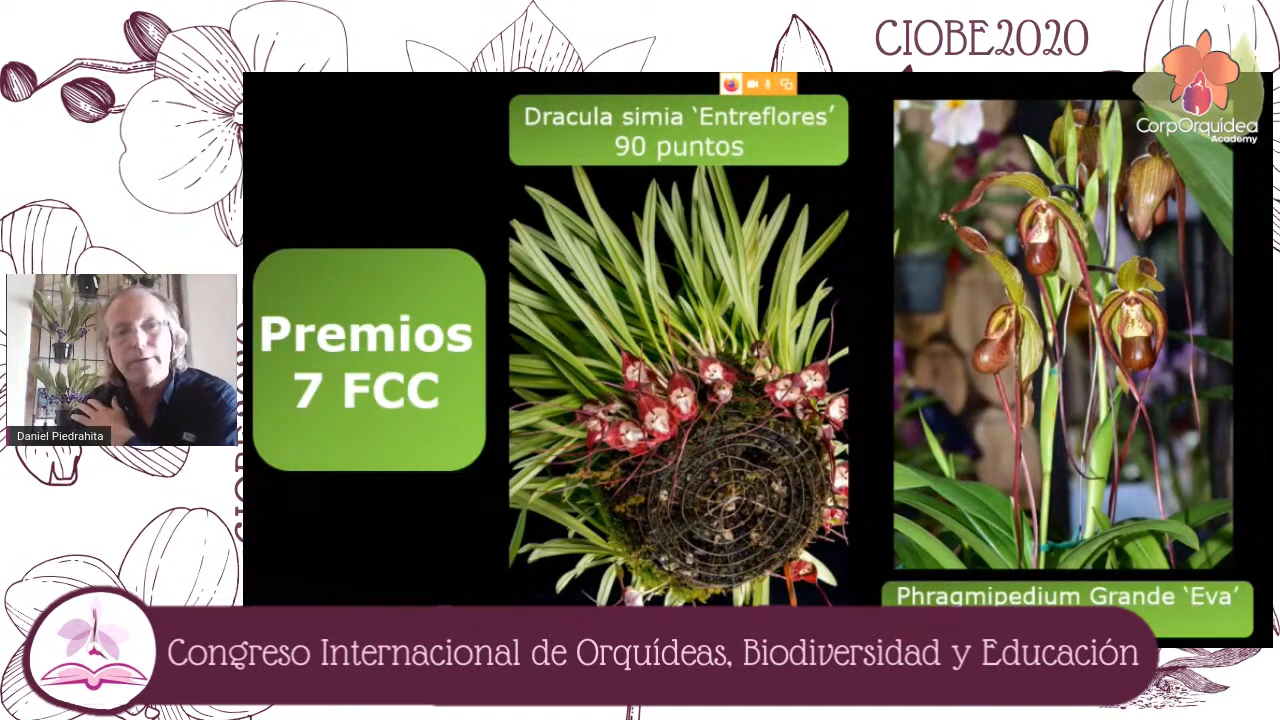 CIOBE2020
CorpOrquídea
Academy
Dracula simia ‘Entreflores’
90 puntos
Premios
7 FCC
Daniel Piedrahita
Phragmipedium Grande ‘Eva’
Congreso Internacional de Orquídeas, Biodiversidad y Educación